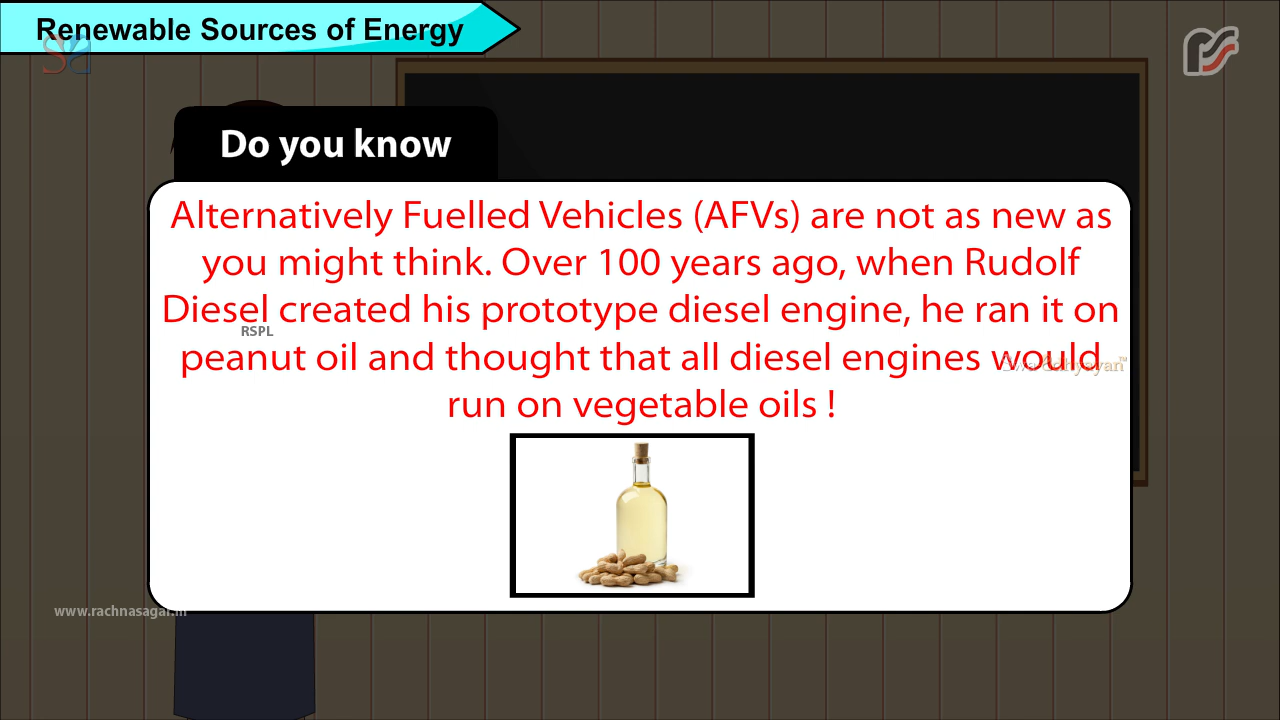 Renewable Sources of Energy
Do you know
Alternatively Fuelled Vehicles (AFVs) are not as new as
you might think. Over 100 years ago, when Rudolf
Diesel created his prototype diesel engine, he ran it on
RSPL
peanut oil and thought that all diesel engines would
Swa Adhyayan™
run on vegetable oils !
www.rachnasagar.in